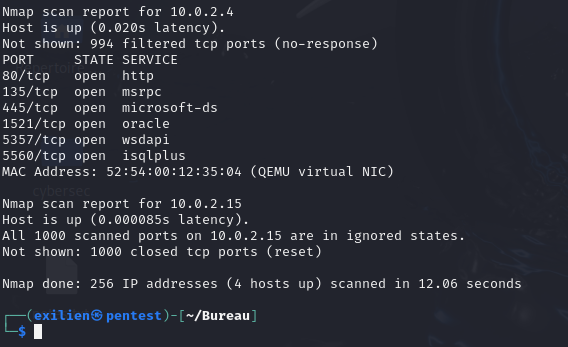 Nmap scan report for 10.0.2.4
Host is up (0.020s latency).
Not shown: 994 filtered tcp ports (no-response)
PORT     STATE SERVICE
80/tcp   open  http
135/tcp  open  msrpc
445/tcp  open  microsoft-ds
1521/tcp open  oracle
5357/tcp open  wsdapi
5560/tcp open  isqlplus
MAC Address: 52:54:00:12:35:04 (QEMU virtual NIC)
cybersec
Nmap scan report for 10.0.2.15
Host is up (0.000085s latency).
All 1000 scanned ports on 10.0.2.15 are in ignored states.
Not shown: 1000 closed tcp ports (reset)
Nmap done: 256 IP addresses (4 hosts up) scanned in 12.06 seconds
┌──(exilien㉿pentest)-[~/Bureau]
└─$